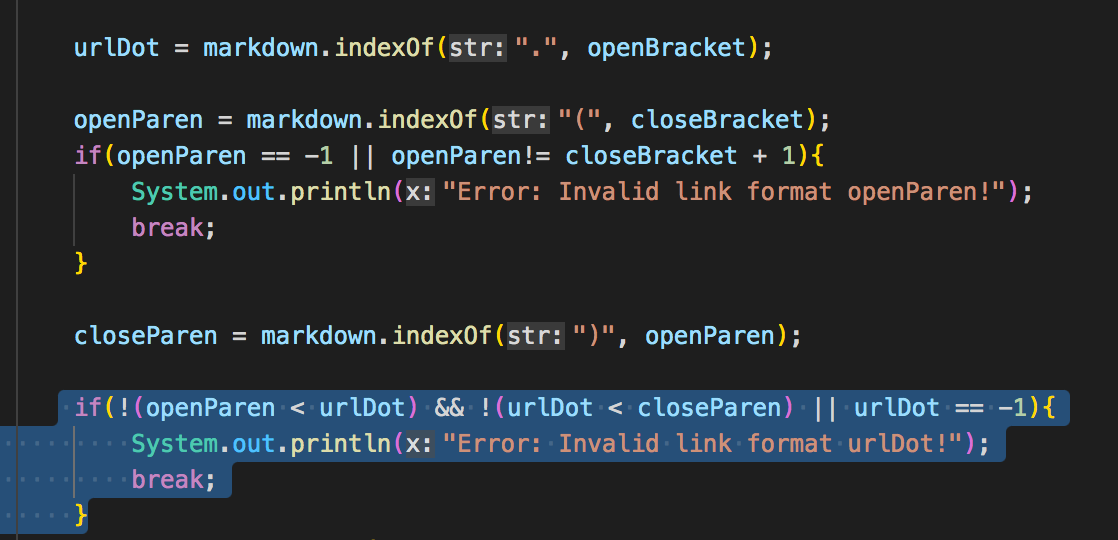 urlDot = markdown.indexOf(str: ".", openBracket);
openParen = markdown.indexOf(str: "(", closeBracket);
if(openParen == -1 || openParen!= closeBracket + 1){
System.out.println(x: "Error: Invalid link format openParen!");
break;
}
closeParen = markdown.indexOf(str: ")", openParen);
if(!(openParen < urlDot) && !(urlDot < closeParen) || urlDot == -1){
System.out.println(x: "Error: Invalid link format urlDot!");
break;
}